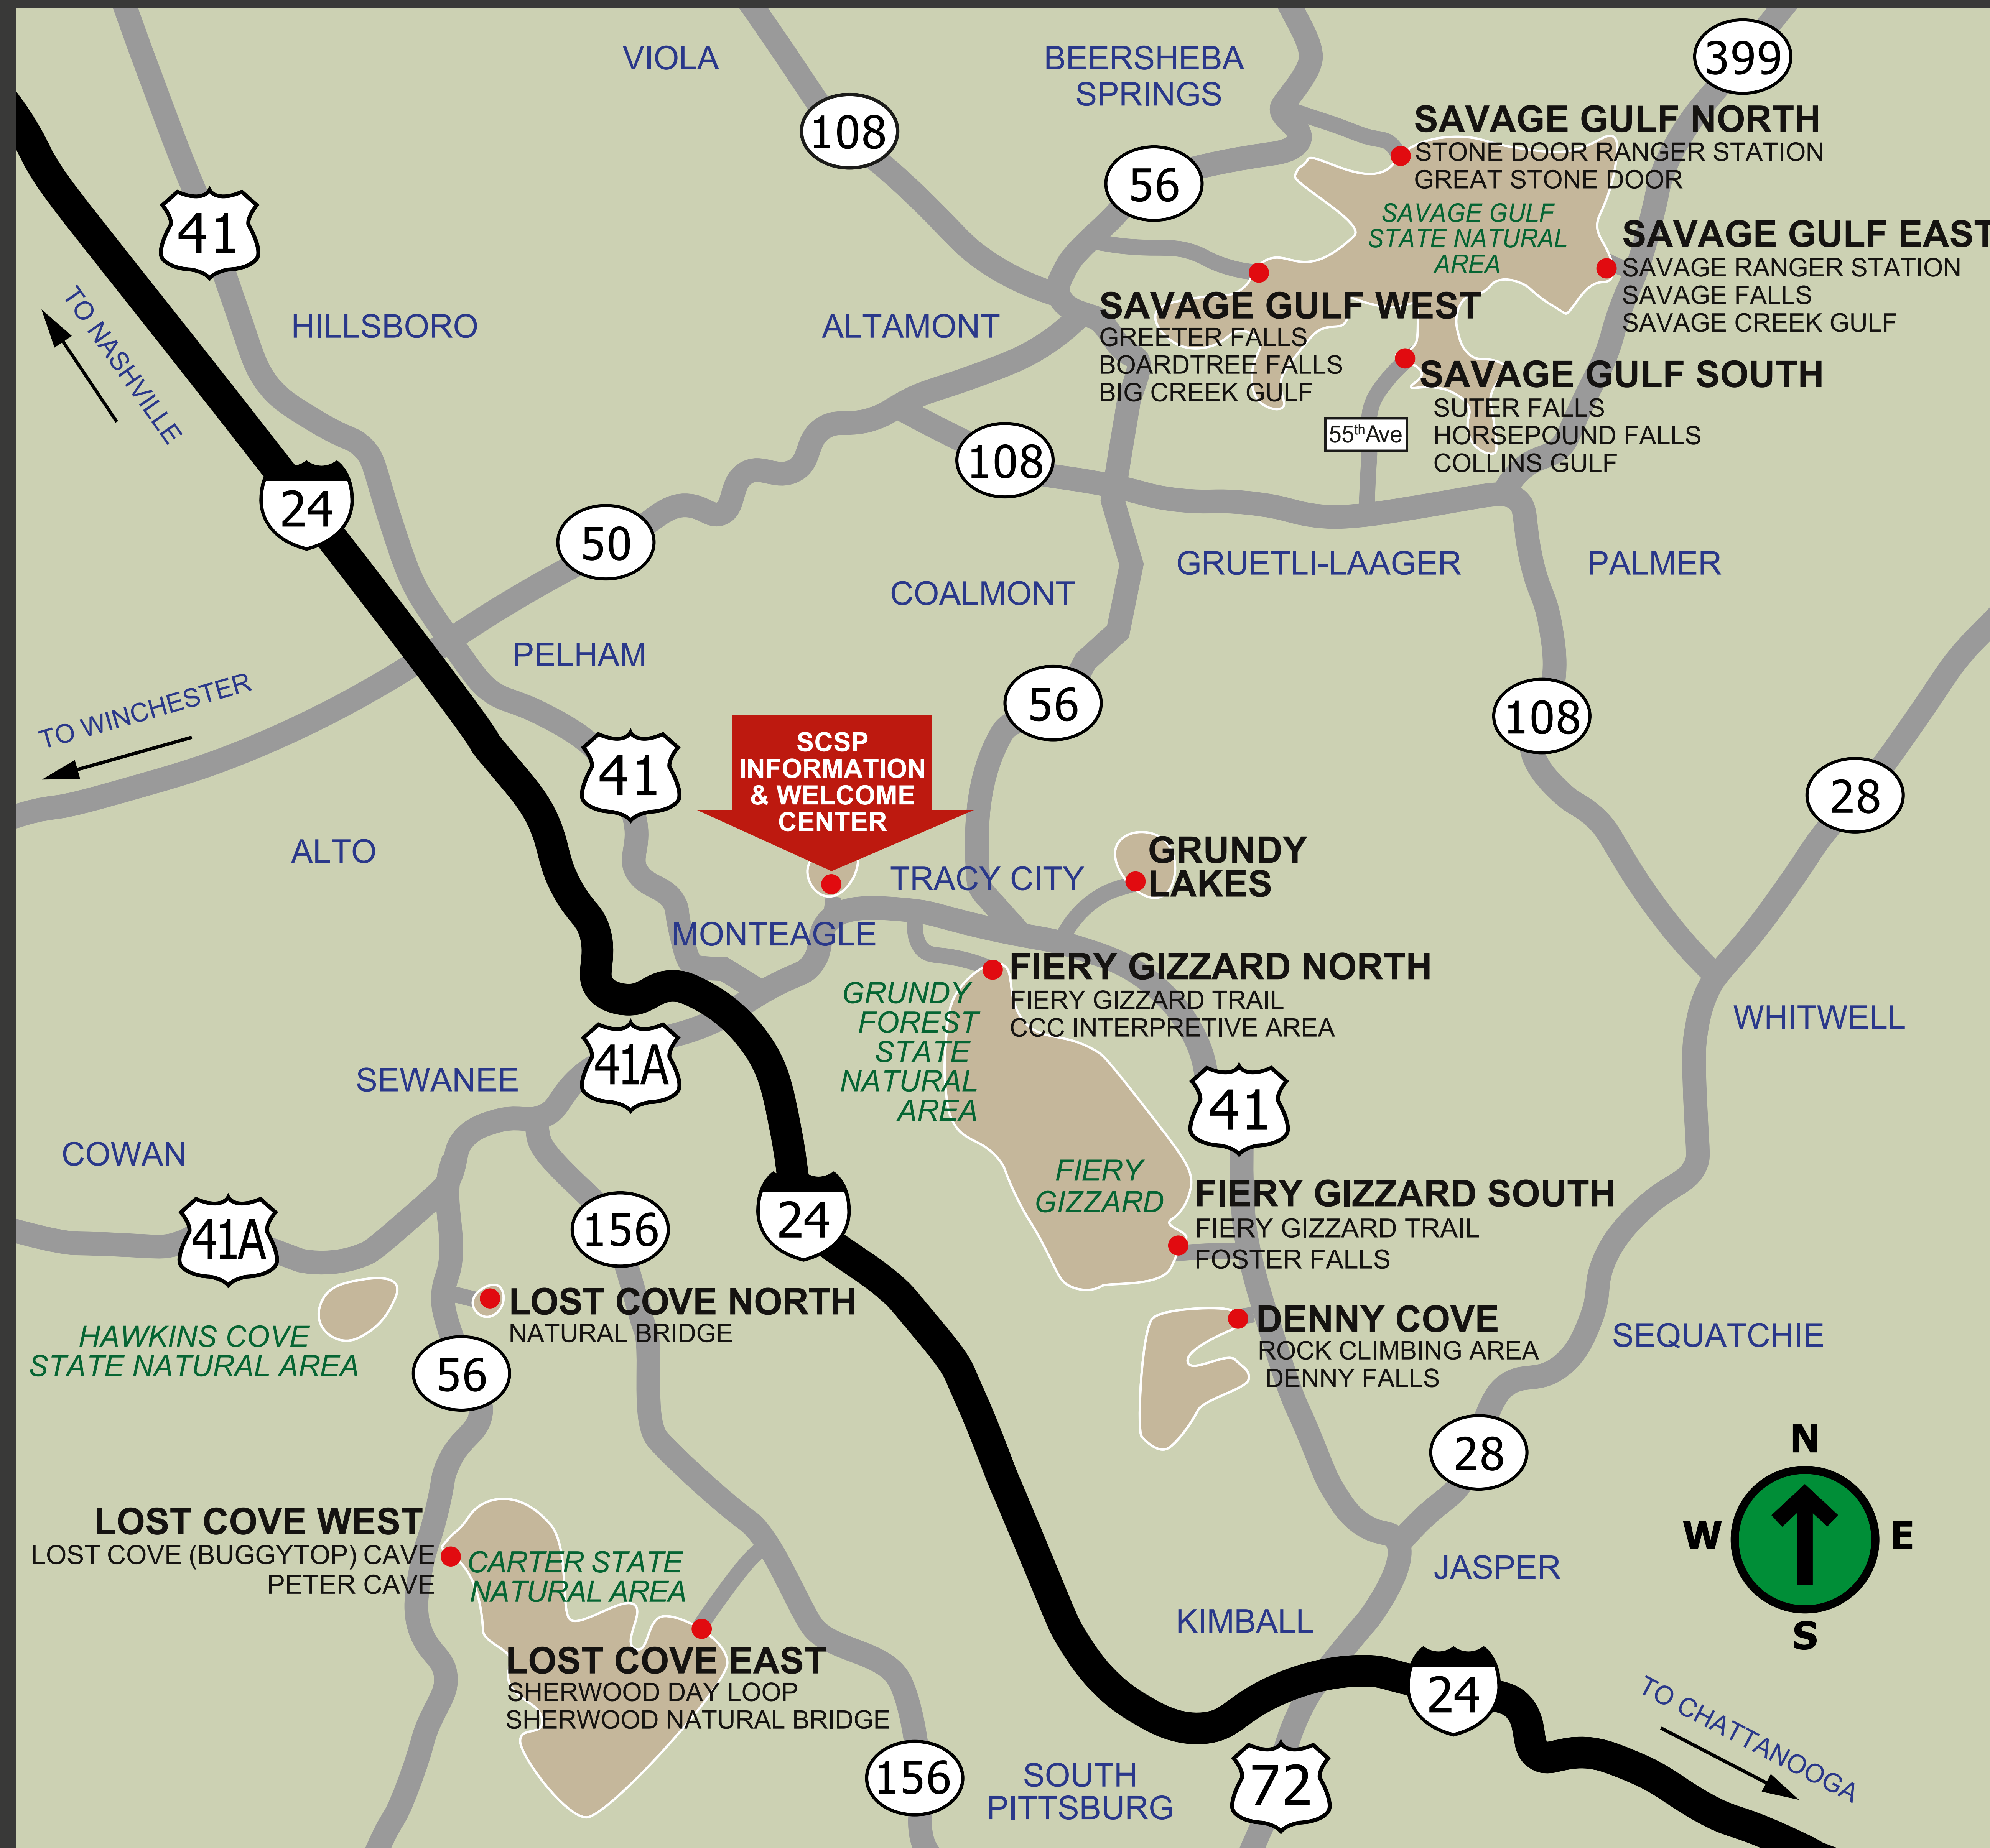 VIOLA
BEERSHEBA
SPRINGS
399
108
56
SAVAGE GULF NORTH
STONE DOOR RANGER STATION
GREAT STONE DOOR
SAVAGE GULF
STATE NATURAL
AREA
SAVAGE GULF EAST
SAVAGE RANGER STATION
SAVAGE FALLS
SAVAGE CREEK GULF
41
TO NASHVILLE
HILLSBORO
ALTAMONT
SAVAGE GULF WEST
GREETER FALLS
BOARDTREE FALLS
BIG CREEK GULF
SAVAGE GULF SOUTH
SUTER FALLS
HORSEPOUND FALLS
COLLINS GULF
55thAve
108
24
50
COALMONT
GRUETLI-LAAGER
PALMER
PELHAM
TO WINCHESTER
56
108
28
41
SCSP
INFORMATION
& WELCOME
CENTER
ALTO
TRACY CITY
GRUNDY
LAKES
MONTEAGLE
FIERY GIZZARD NORTH
FIERY GIZZARD TRAIL
CCC INTERPRETIVE AREA
GRUNDY
FOREST
STATE
NATURAL
AREA
WHITWELL
41A
SEWANEE
41
COWAN
FIERY
GIZZARD
FIERY GIZZARD SOUTH
FIERY GIZZARD TRAIL
FOSTER FALLS
41A
156
24
LOST COVE NORTH
NATURAL BRIDGE
HAWKINS COVE
STATE NATURAL AREA
56
DENNY COVE
ROCK CLIMBING AREA
DENNY FALLS
SEQUATCHIE
28
N
W
E
S
LOST COVE WEST
LOST COVE (BUGGYTOP) CAVE
PETER CAVE
CARTER STATE
NATURAL AREA
JASPER
KIMBALL
LOST COVE EAST
SHERWOOD DAY LOOP
SHERWOOD NATURAL BRIDGE
24
TO CHATTANOOGA
156
SOUTH
PITTSBURG
72